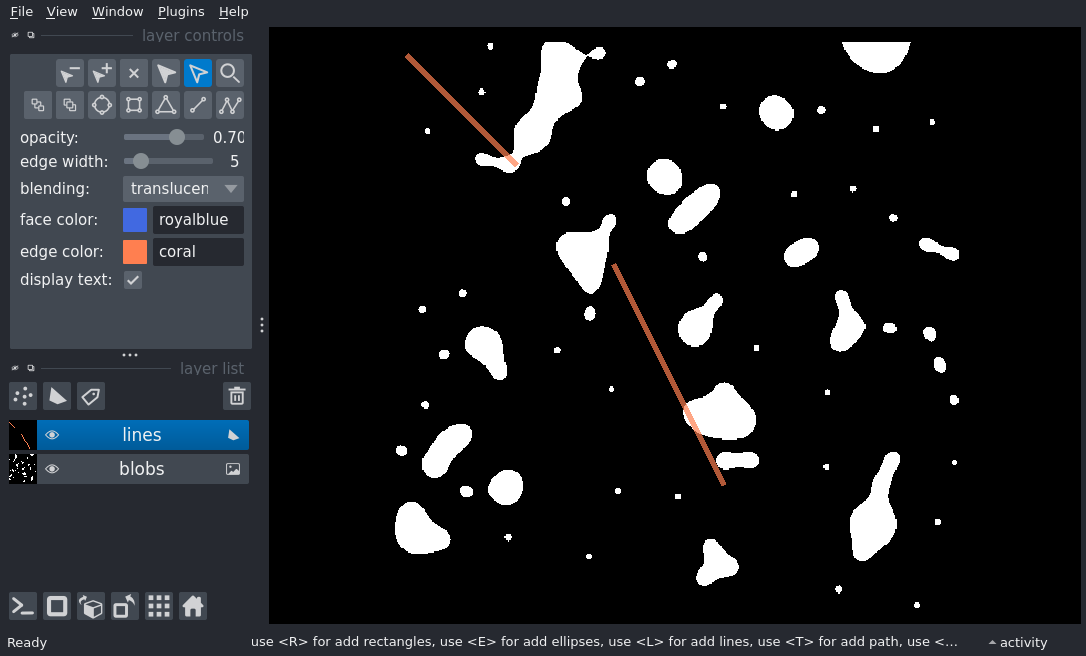 File View Window Plugins Help
layer controls
opacity: 0.70
edge width: 5
blending: translucen
face color: royalblue
edge color: coral
display text:
layer list
lines
blobs
Ready use <R> for add rectangles, use <E> for add ellipses, use <L> for add lines, use <T> for add path, use <... activity